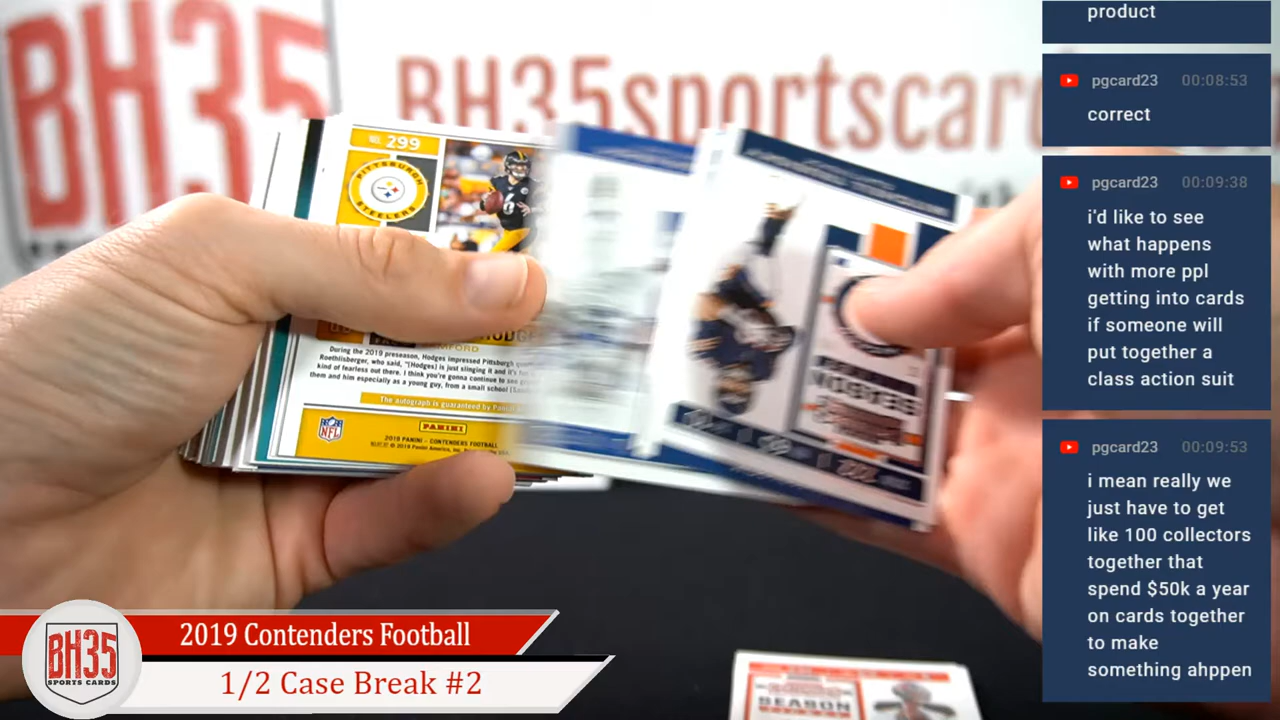 BH35
BH35sportscar
product
pgcard23 00:08:53
correct
pgcard23 00:09:38
i'd like to see
what happens
with more ppl
getting into cards
if someone will
put together a
class action suit
pgcard23 00:09:53
i mean really we
just have to get
like 100 collectors
together that
spend $50k a year
on cards together
to make
something ahppen
NO. 299
PITTSBURGH
STEELERS
During the 2019 preseason, Hodges impressed Pittsburgh
Roethlisberger, who said, "[Hodges] is just slinging it and it's
kind of fearless out there. I think you're gonna continue to see
them and him especially as a young guy, from a small school
The autograph is guaranteed by
PANINI
NFL
2019 PANINI - CONTENDERS FOOTBALL
SEASON
BH35
SPORTS CARDS
2019 Contenders Football
1/2 Case Break #2